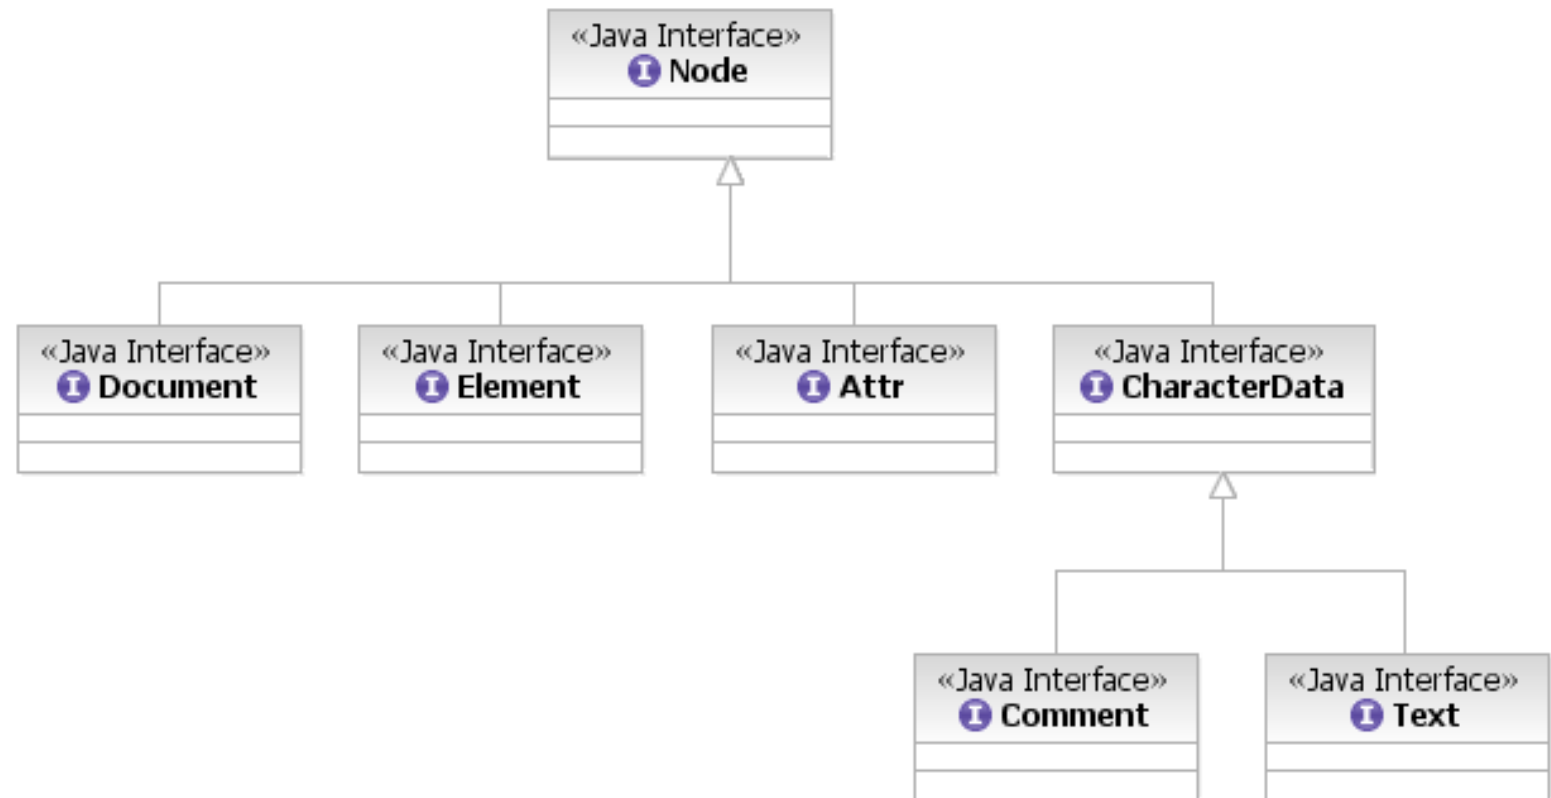 «Java Interface»
Node
«Java Interface»
Document
«Java Interface»
Element
«Java Interface»
Attr
«Java Interface»
CharacterData
«Java Interface»
Comment
«Java Interface»
Text